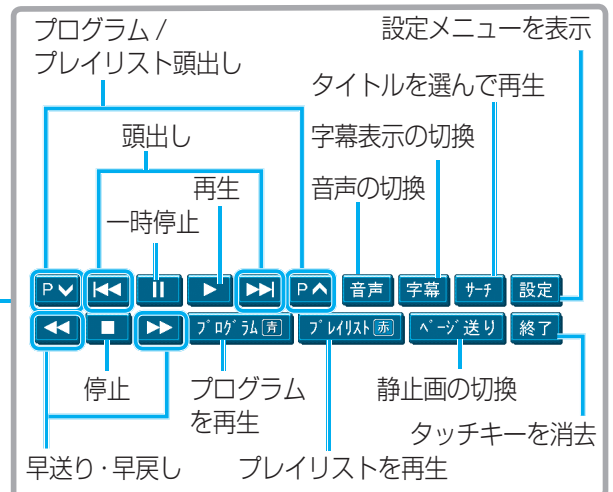 プログラム /
プレイリスト頭出し
設定メニューを表示
タイトルを選んで再生
頭出し
字幕表示の切換
再生
音声の切換
一時停止
P
P
音声
字幕
ｻｰﾁ
設定
ﾌﾟﾛｸﾞﾗﾑ 青
ﾌﾟﾚｲﾘｽﾄ 赤
ﾍﾟｰｼﾞ送り
終了
停止
プログラム
を再生
静止画の切換
タッチキーを消去
早送り・早戻し
プレイリストを再生